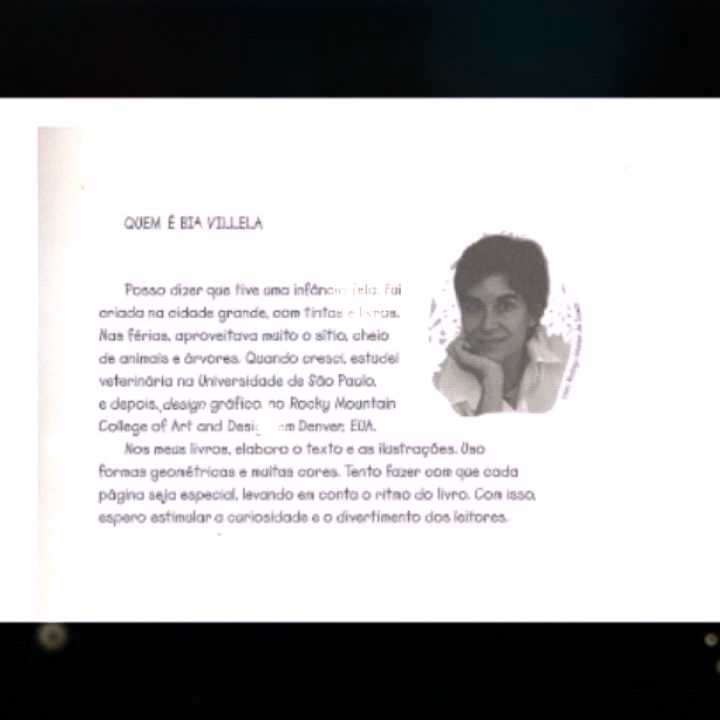 QUEM É BIA VILLELA
Posso dizer que tive uma infância feliz. Fui
criada na cidade grande, com tintas e livros.
Nas férias, aproveitava muito o sítio, cheio
de animais e árvores. Quando cresci, estudei
veterinária na Universidade de São Paulo,
e depois, design gráfico, no Rocky Mountain
College of Art and Design em Denver, EUA.
Nos meus livros, elaboro o texto e as ilustrações. Uso
formas geométricas e muitas cores. Tento fazer com que cada
página seja especial, levando em conta o ritmo do livro. Com isso,
espero estimular a curiosidade e o divertimento dos leitores.